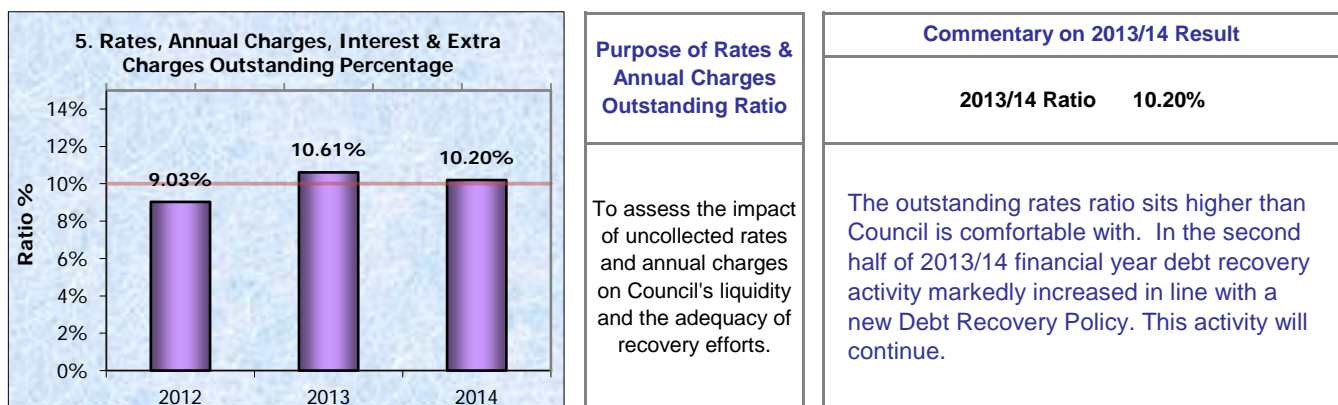 5. Rates, Annual Charges, Interest & Extra
Charges Outstanding Percentage
Ratio %
14%
12%
10%
8%
6%
4%
2%
0%
9.03%
10.61%
10.20%
2012
2013
2014
Purpose of Rates &
Annual Charges
Outstanding Ratio
To assess the impact
of uncollected rates
and annual charges
on Council's liquidity
and the adequacy of
recovery efforts.
Commentary on 2013/14 Result
2013/14 Ratio 10.20%
The outstanding rates ratio sits higher than
Council is comfortable with. In the second
half of 2013/14 financial year debt recovery
activity markedly increased in line with a
new Debt Recovery Policy. This activity will
continue.